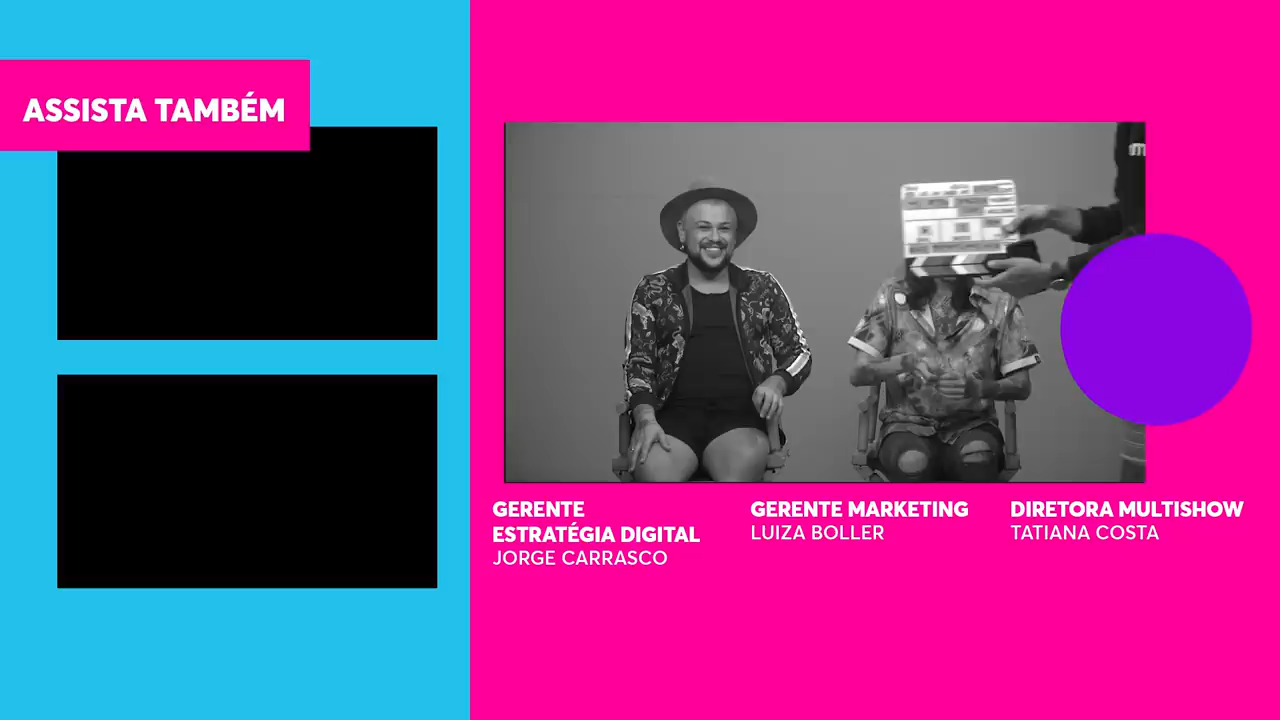 ASSISTA TAMBÉM
GERENTE
ESTRATÉGIA DIGITAL
JORGE CARRASCO
GERENTE MARKETING
LUIZA BOLLER
DIRETORA MULTISHOW
TATIANA COSTA